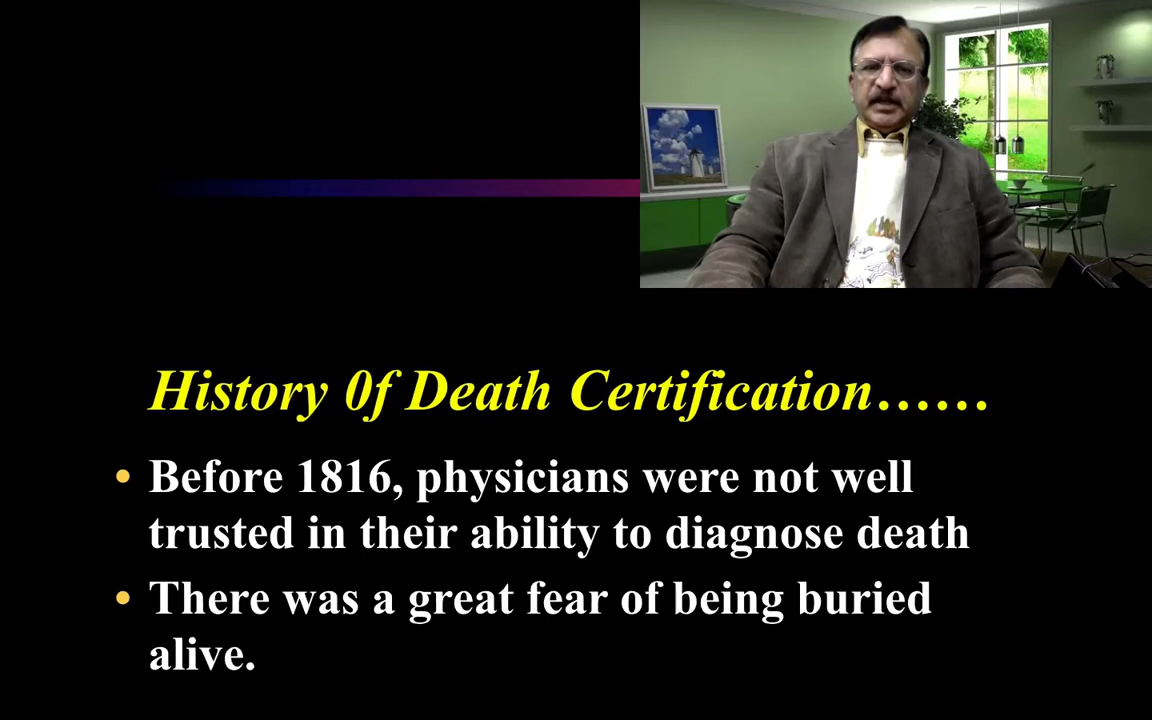 History 0f Death Certification……
• Before 1816, physicians were not well
trusted in their ability to diagnose death
• There was a great fear of being buried
alive.